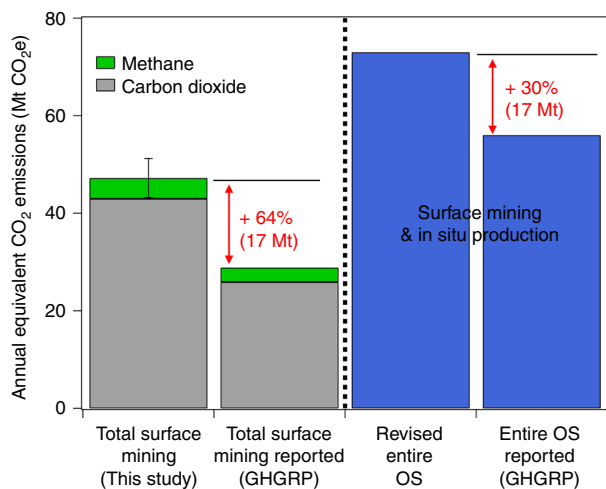 Annual equivalent CO₂ emissions (Mt CO₂e)
80
60
40
20
0
Methane
Carbon dioxide
+ 64%
(17 Mt)
+ 30%
(17 Mt)
Surface mining
& in situ production
Total surface
mining
(This study)
Total surface
mining reported
(GHGRP)
Revised
entire
OS
Entire OS
reported
(GHGRP)